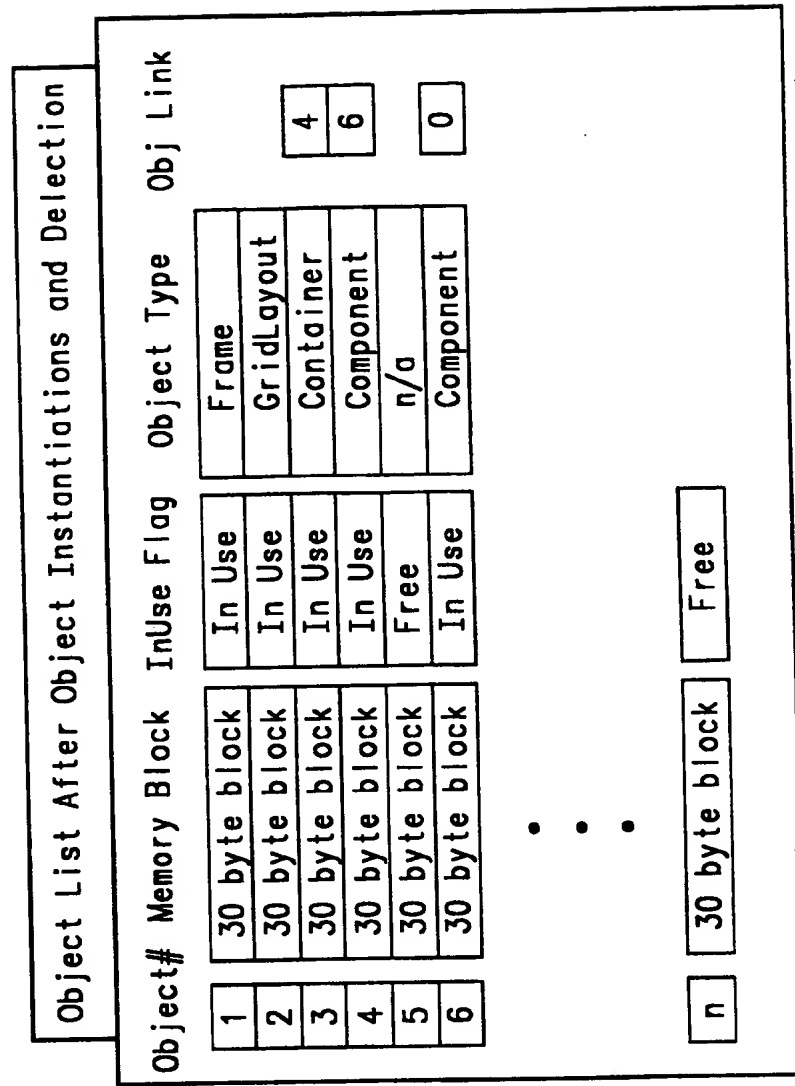 Object List After Object Instantiations and Delection
Object# Memory Block InUse Flag Object Type Obj Link
1 30 byte block In Use Frame
2 30 byte block In Use GridLayout
3 30 byte block In Use Container 4
4 30 byte block In Use Component 6
5 30 byte block Free n/a
6 30 byte block In Use Component 0
n 30 byte block Free